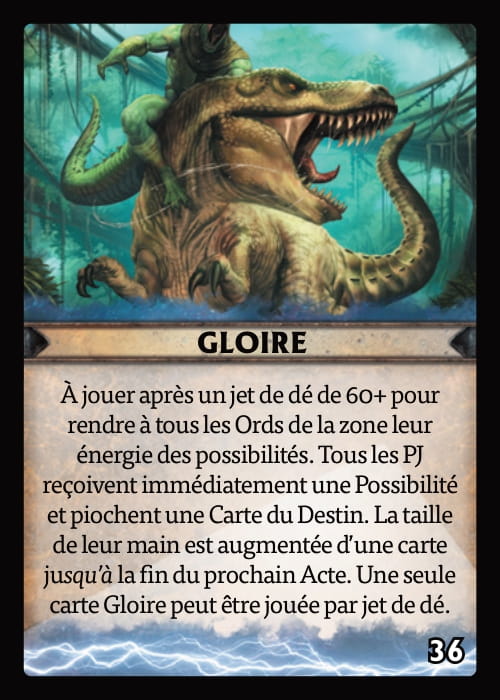 GLOIRE
À jouer après un jet de dé de 60+ pour
rendre à tous les Ords de la zone leur
énergie des possibilités. Tous les PJ
reçoivent immédiatement une Possibilité
et piochent une Carte du Destin. La taille
de leur main est augmentée d'une carte
jusqu'à la fin du prochain Acte. Une seule
carte Gloire peut être jouée par jet de dé.
36